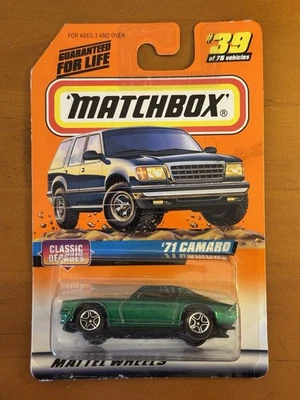 FOR AGES 3 AND OVER
GUARANTEED
FOR LIFE
#39
of 75 vehicles
MATCHBOX®
CLASSIC
DECADES
'71 CAMARO
MATTEL WHEELS